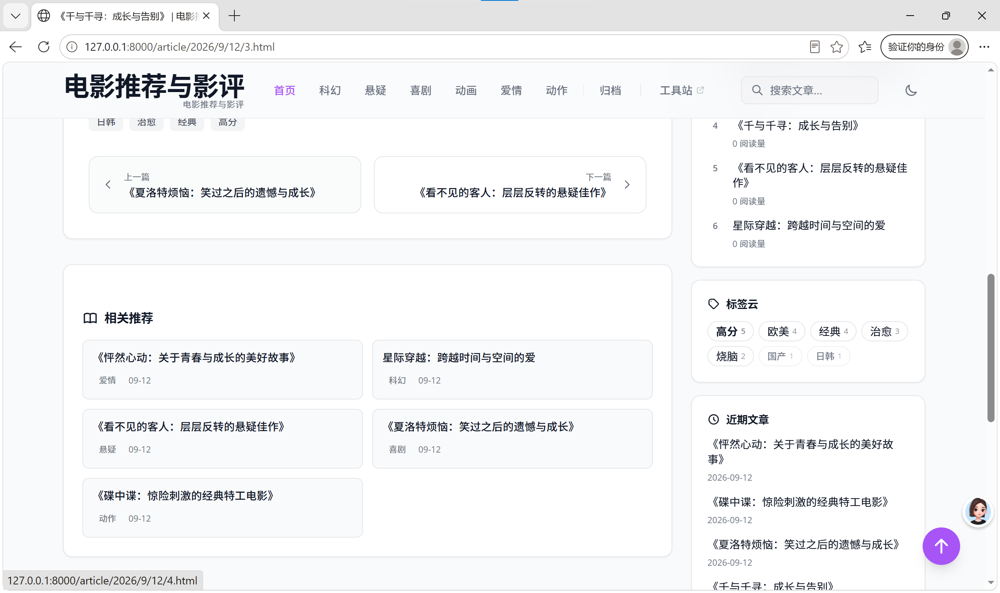 《千与千寻：成长与告别》 | 电影推
127.0.0.1:8000/article/2026/9/12/3.html
验证你的身份
电影推荐与影评
电影推荐与影评
首页
科幻
悬疑
喜剧
动画
爱情
动作
归档
工具站
搜索文章...
日韩
治愈
经典
高分
上一篇
《夏洛特烦恼：笑过之后的遗憾与成长》
下一篇
《看不见的客人：层层反转的悬疑佳作》
相关推荐
《怦然心动：关于青春与成长的美好故事》
爱情 09-12
星际穿越：跨越时间与空间的爱
科幻 09-12
《看不见的客人：层层反转的悬疑佳作》
悬疑 09-12
《夏洛特烦恼：笑过之后的遗憾与成长》
喜剧 09-12
《碟中谍：惊险刺激的经典特工电影》
动作 09-12
4 《千与千寻：成长与告别》
0 阅读量
5 《看不见的客人：层层反转的悬疑佳
作》
0 阅读量
6 星际穿越：跨越时间与空间的爱
0 阅读量
标签云
高分 5
欧美 4
经典 4
治愈 3
烧脑 2
国产 1
日韩 1
近期文章
《怦然心动：关于青春与成长的美好故
事》
2026-09-12
《碟中谍：惊险刺激的经典特工电影》
2026-09-12
《夏洛特烦恼：笑过之后的遗憾与成长》
2026-09-12
《千与千寻：成长与告别》
127.0.0.1:8000/article/2026/9/12/4.html